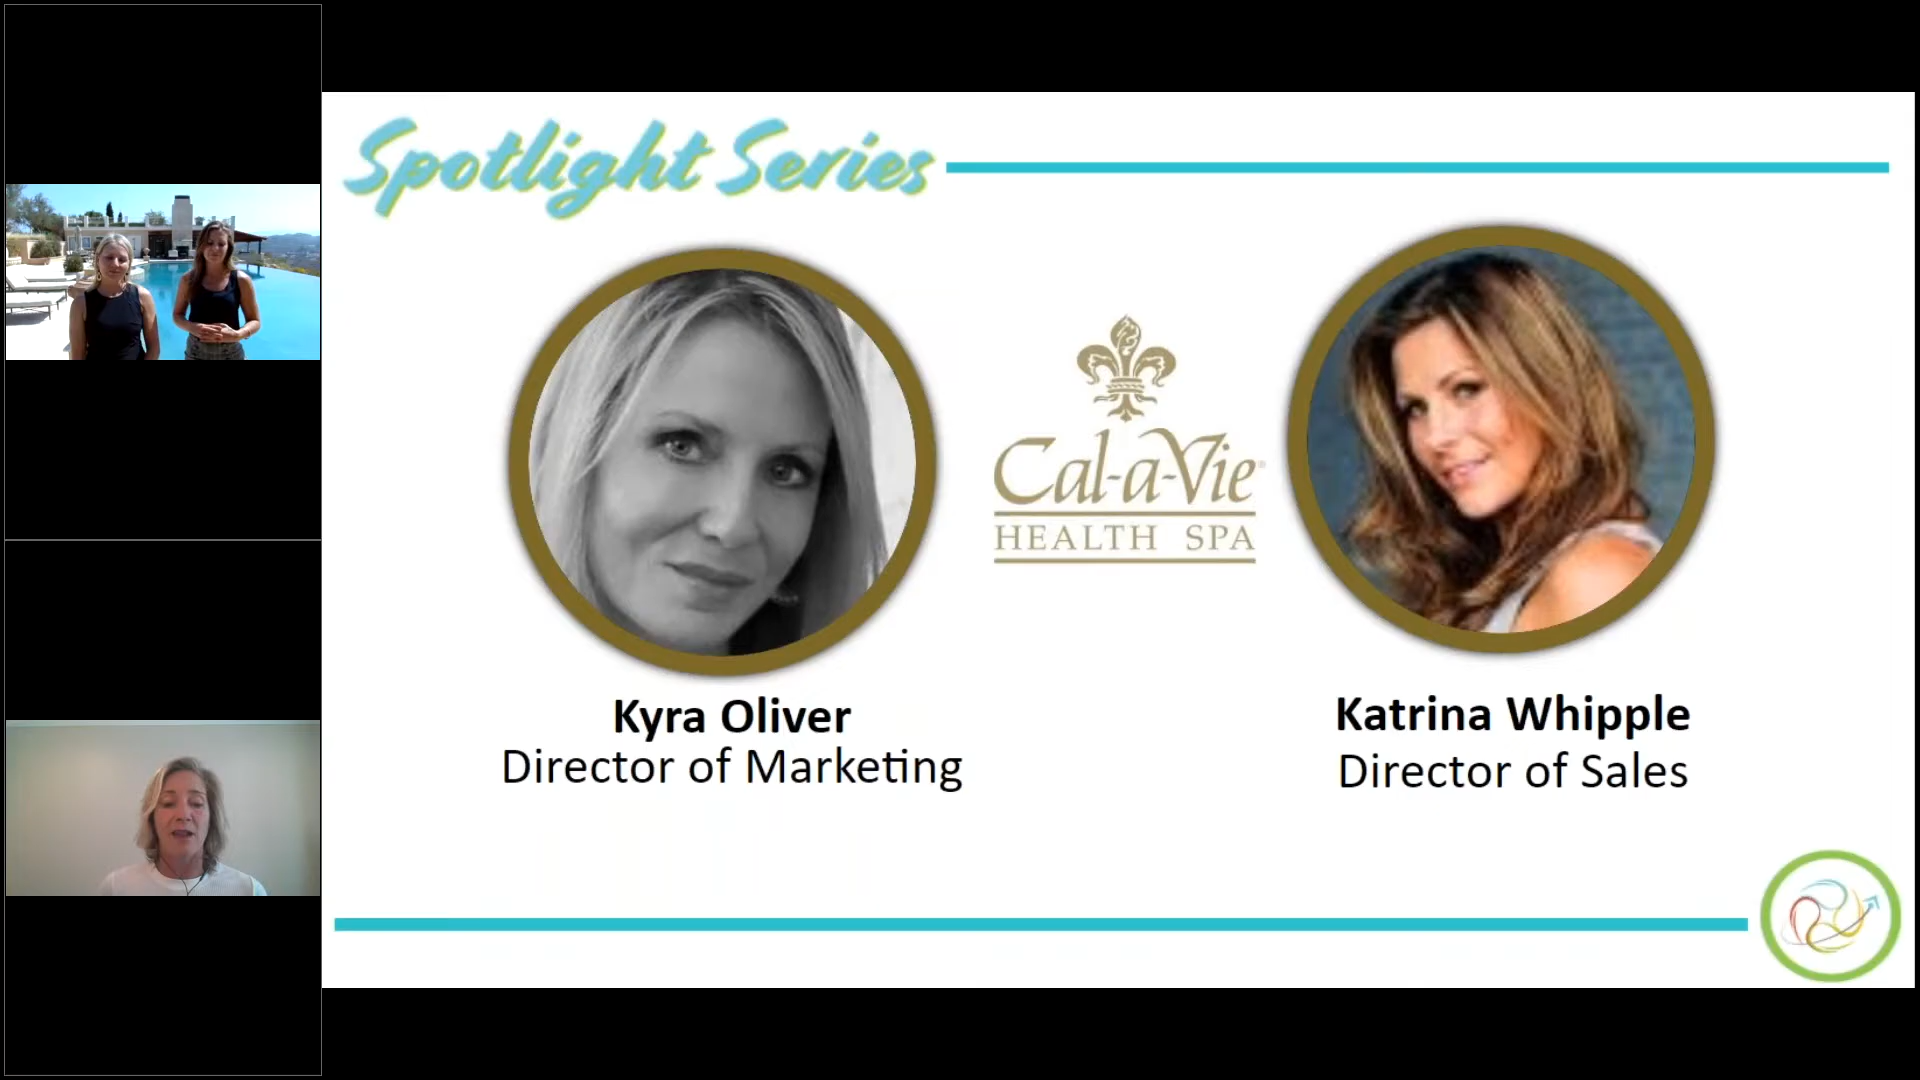 Spotlight Series
Cal-a-Vie®
HEALTH SPA
Kyra Oliver
Director of Marketing
Katrina Whipple
Director of Sales